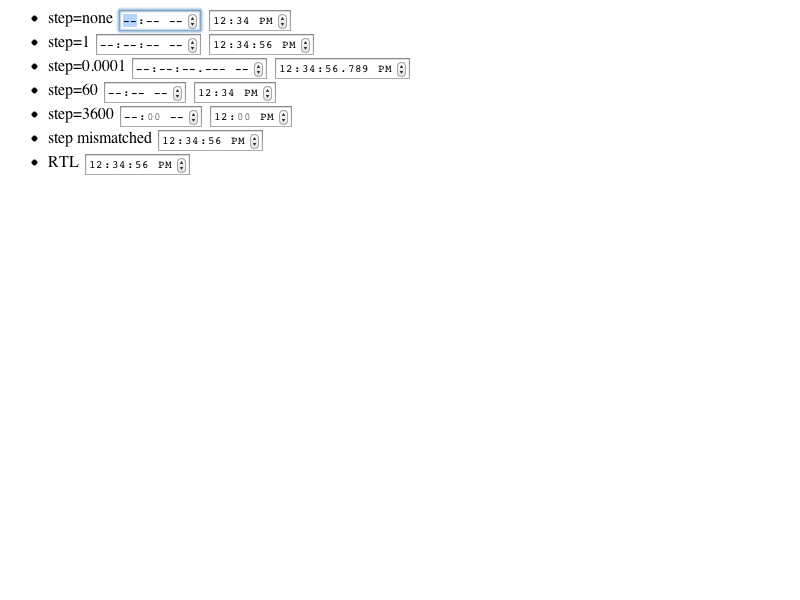 step=none --:-- -- 12:34 PM
step=1 --:--:-- -- 12:34:56 PM
step=0.0001 --:--:--.--- -- 12:34:56.789 PM
step=60 --:-- -- 12:34 PM
step=3600 --:00 -- 12:00 PM
step mismatched 12:34:56 PM
RTL 12:34:56 PM